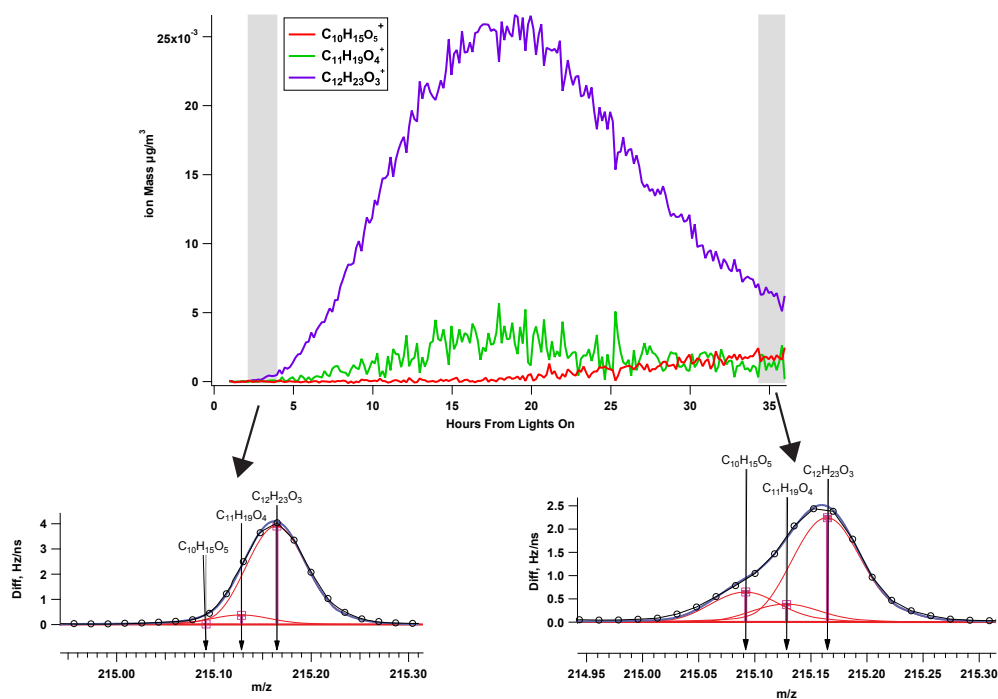 C₁₀H₁₅O₅⁺
C₁₁H₁₉O₄⁺
C₁₂H₂₃O₃⁺
25x10⁻³
20
15
10
5
0
ion Mass µg/m³
0 5 10 15 20 25 30 35
Hours From Lights On
C₁₂H₂₃O₃
C₁₁H₁₉O₄
C₁₀H₁₅O₅
4
3
2
1
0
Diff, Hz/ns
215.00 215.10 215.20 215.30
m/z
C₁₀H₁₅O₅
C₁₂H₂₃O₃
C₁₁H₁₉O₄
2.5
2.0
1.5
1.0
0.5
0.0
Diff, Hz/ns
214.95 215.00 215.05 215.10 215.15 215.20 215.25 215.30
m/z